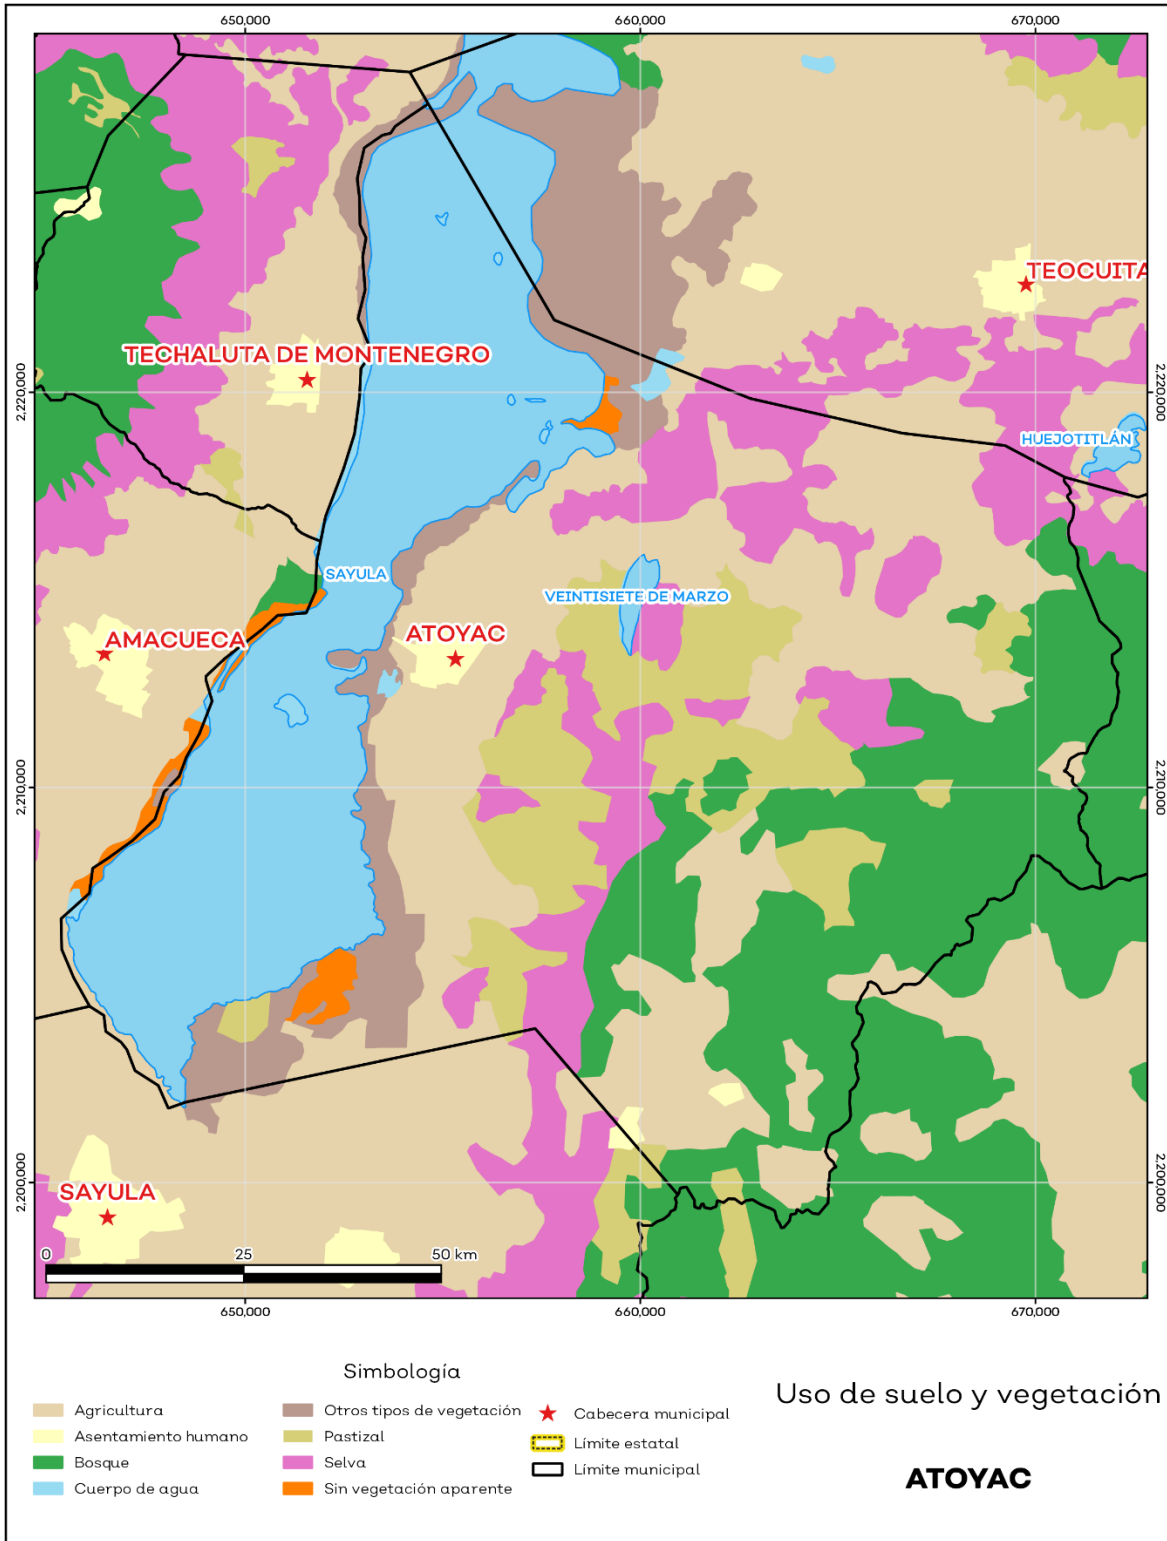 650,000 660,000 670,000
TEOCUITA
TECHALUTA DE MONTENEGRO
2,220,000 2,220,000
HUEJOTITLÁN
SAYULA
VEINTISIETE DE MARZO
AMACUECA ATOYAC
2,210,000 2,210,000
2,200,000 2,200,000
SAYULA
0 25 50 km
650,000 660,000 670,000
Simbología
Agricultura
Asentamiento humano
Bosque
Cuerpo de agua
Otros tipos de vegetación
Pastizal
Selva
Sin vegetación aparente
Cabecera municipal
Límite estatal
Límite municipal
Uso de suelo y vegetación
ATOYAC